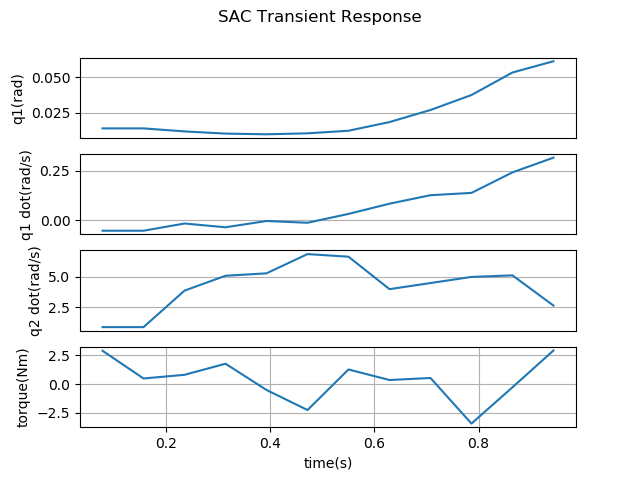 SAC Transient Response
q1(rad)
0.050
0.025
q1 dot(rad/s)
0.25
0.00
q2 dot(rad/s)
5.0
2.5
torque(Nm)
2.5
0.0
−2.5
0.2 0.4 0.6 0.8
time(s)